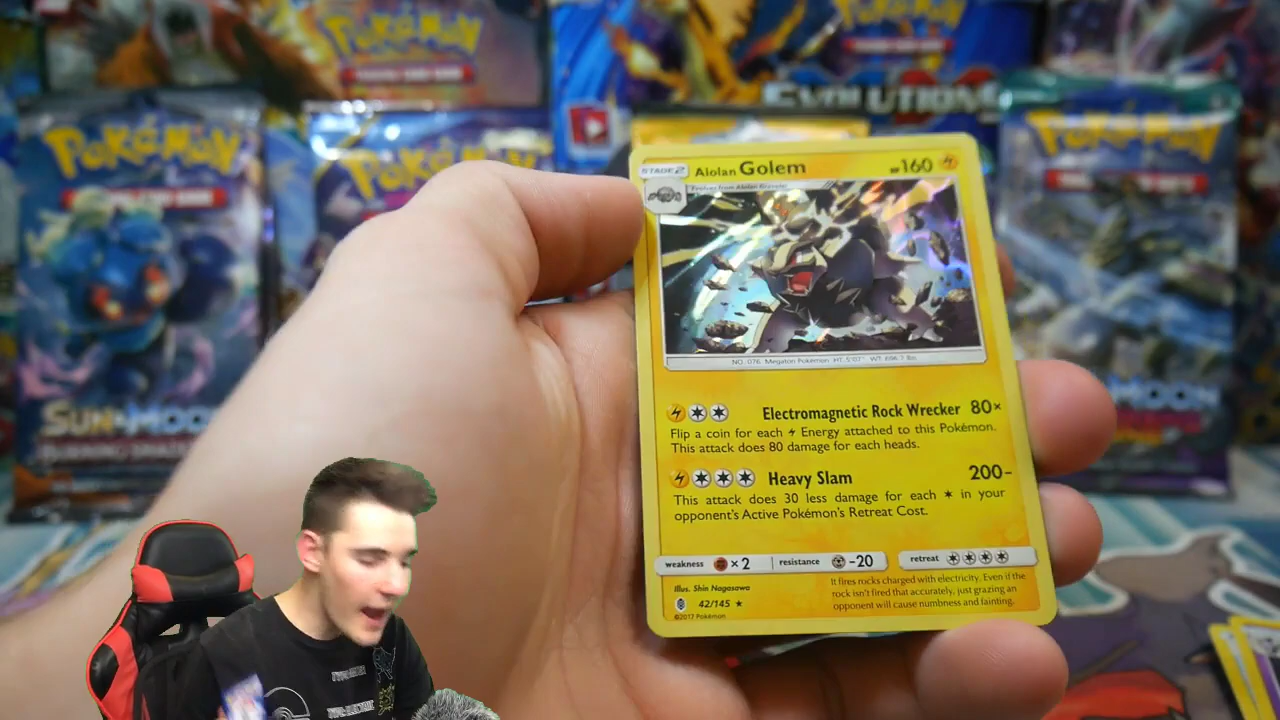 Pokémon
Pokémon
EVOLUTIONS
Pokémon
Pokémon
Pokémon
SUN & MOON
MOON
STAGE 2
Alolan Golem HP 160
Evolves from Alolan Graveler
NO. 076 Megaton Pokémon HT: 5'07" WT: 696.7 lbs.
Electromagnetic Rock Wrecker 80×
Flip a coin for each Energy attached to this Pokémon.
This attack does 80 damage for each heads.
Heavy Slam 200-
This attack does 30 less damage for each in your
opponent's Active Pokémon's Retreat Cost.
weakness ×2 resistance -20 retreat
Illus. Shin Nagasawa
42/145
©2017 Pokémon
It fires rocks charged with electricity. Even if the
rock isn't fired that accurately, just grazing an
opponent will cause numbness and fainting.